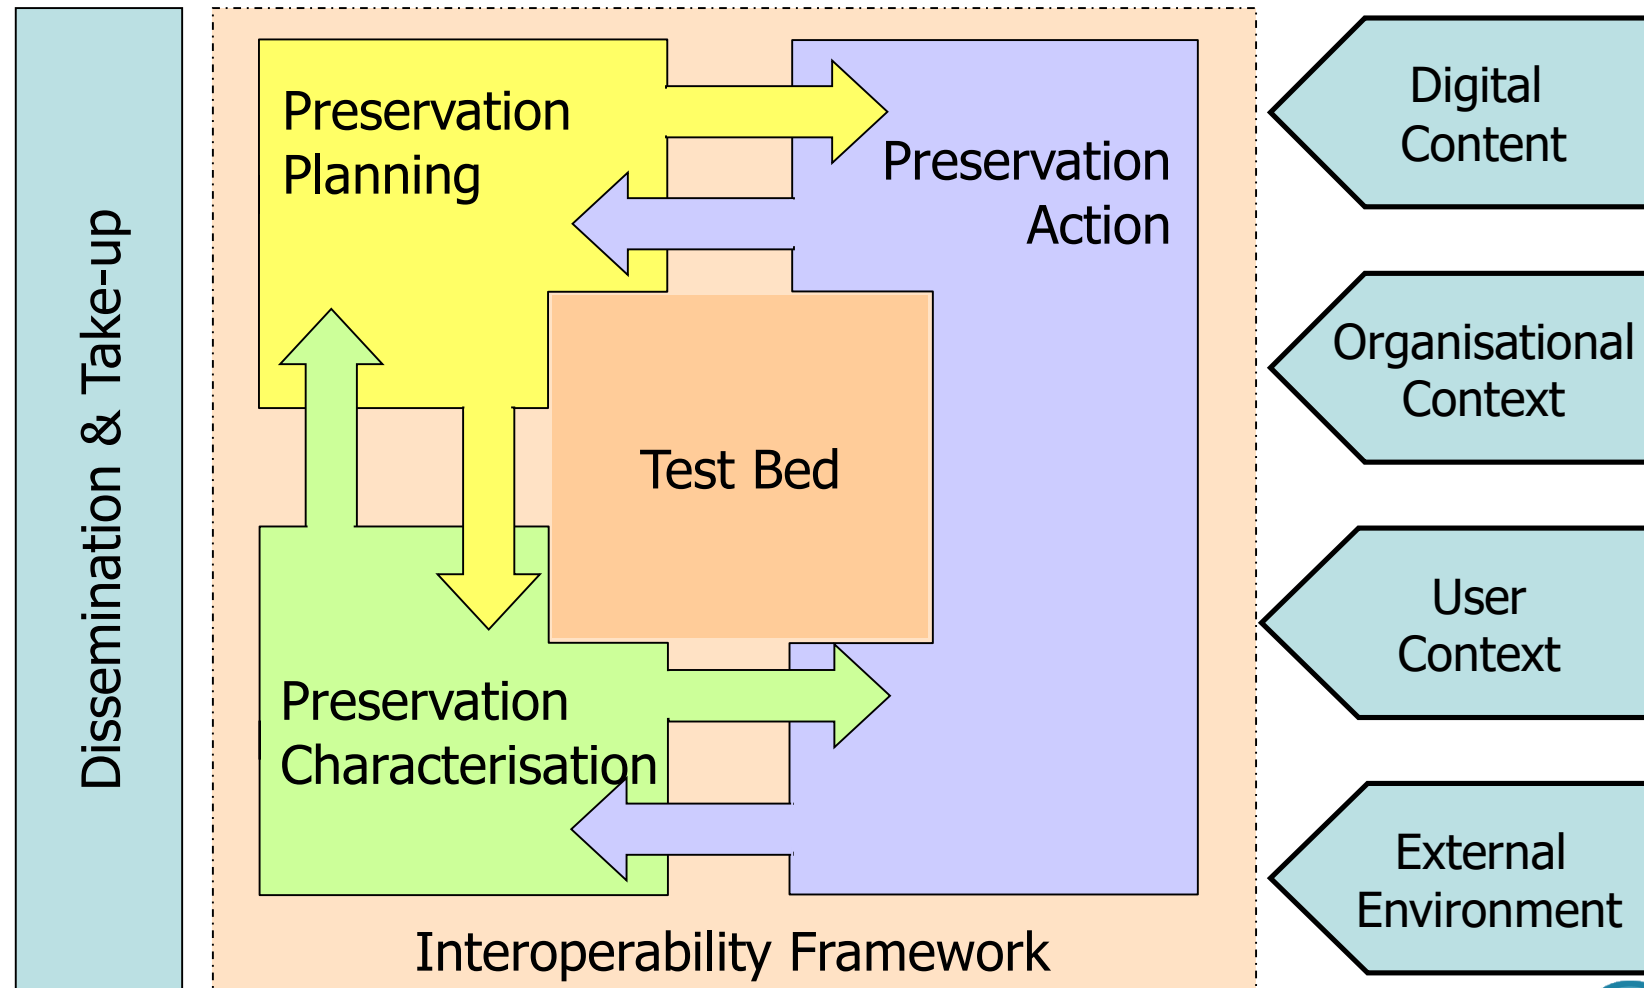 Dissemination & Take-up
Preservation
Planning
Preservation
Action
Test Bed
Preservation
Characterisation
Interoperability Framework
Digital
Content
Organisational
Context
User
Context
External
Environment